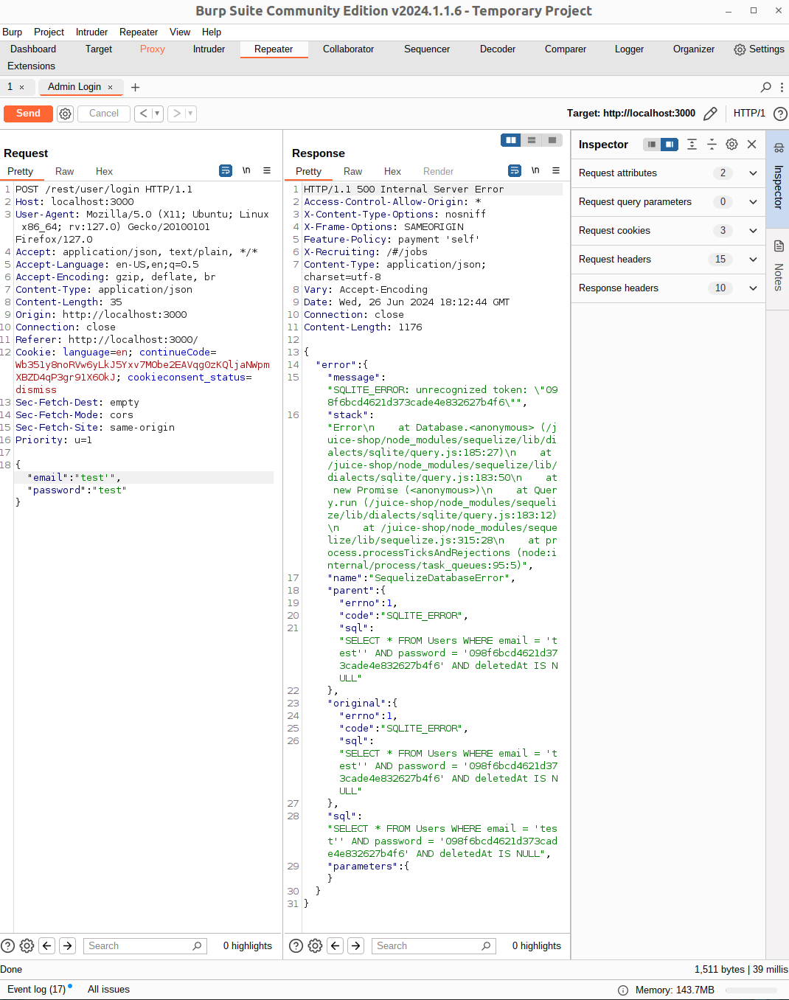 Burp Suite Community Edition v2024.1.1.6 - Temporary Project
Burp Project Intruder Repeater View Help
Dashboard Target Proxy Intruder Repeater Collaborator Sequencer Decoder Comparer Logger Organizer Settings
Extensions
1 × Admin Login × +
Send Cancel < > Target: http://localhost:3000 HTTP/1 ?
Request
Pretty Raw Hex \n
1 POST /rest/user/login HTTP/1.1
2 Host: localhost:3000
3 User-Agent: Mozilla/5.0 (X11; Ubuntu; Linux
x86_64; rv:127.0) Gecko/20100101
Firefox/127.0
4 Accept: application/json, text/plain, */*
5 Accept-Language: en-US,en;q=0.5
6 Accept-Encoding: gzip, deflate, br
7 Content-Type: application/json
8 Content-Length: 35
9 Origin: http://localhost:3000
10 Connection: close
11 Referer: http://localhost:3000/
12 Cookie: language=en; continueCode=
Wb351y8noRVw6yLkJ5Yxv7M0be2EAVqg0zKQljaNWpm
XBZD4qP3gr91X6OkJ; cookieconsent_status=
dismiss
13 Sec-Fetch-Dest: empty
14 Sec-Fetch-Mode: cors
15 Sec-Fetch-Site: same-origin
16 Priority: u=1
17
18 {
"email":"test'",
"password":"test"
}
Response
Pretty Raw Hex Render \n
1 HTTP/1.1 500 Internal Server Error
2 Access-Control-Allow-Origin: *
3 X-Content-Type-Options: nosniff
4 X-Frame-Options: SAMEORIGIN
5 Feature-Policy: payment 'self'
6 X-Recruiting: /#/jobs
7 Content-Type: application/json;
charset=utf-8
8 Vary: Accept-Encoding
9 Date: Wed, 26 Jun 2024 18:12:44 GMT
10 Connection: close
11 Content-Length: 1176
12
13 {
14 "error":{
15 "message":
"SQLITE_ERROR: unrecognized token: \"09
8f6bcd4621d373cade4e832627b4f6\"",
16 "stack":
"Error\n    at Database.<anonymous> (/j
uice-shop/node_modules/sequelize/lib/di
alects/sqlite/query.js:185:27)\n    at
/juice-shop/node_modules/sequelize/lib/
dialects/sqlite/query.js:183:50\n    at
new Promise (<anonymous>)\n    at Quer
y.run (/juice-shop/node_modules/sequeli
ze/lib/dialects/sqlite/query.js:183:12)
\n    at /juice-shop/node_modules/seque
lize/lib/sequelize.js:315:28\n    at pr
ocess.processTicksAndRejections (node:i
nternal/process/task_queues:95:5)",
17 "name":"SequelizeDatabaseError",
18 "parent":{
19 "errno":1,
20 "code":"SQLITE_ERROR",
21 "sql":
"SELECT * FROM Users WHERE email = 't
est'' AND password = '098f6bcd4621d37
3cade4e832627b4f6' AND deletedAt IS N
ULL"
22 },
23 "original":{
24 "errno":1,
25 "code":"SQLITE_ERROR",
26 "sql":
"SELECT * FROM Users WHERE email = 't
est'' AND password = '098f6bcd4621d37
3cade4e832627b4f6' AND deletedAt IS N
ULL"
27 },
28 "sql":
"SELECT * FROM Users WHERE email = 'tes
t'' AND password = '098f6bcd4621d373cad
e4e832627b4f6' AND deletedAt IS NULL",
29 "parameters":{
}
30 }
31 }
Inspector
Request attributes 2
Request query parameters 0
Request cookies 3
Request headers 15
Response headers 10
Inspector
Notes
? Search 0 highlights
? Search 0 highlights
Done 1,511 bytes | 39 millis
Event log (17) All issues Memory: 143.7MB